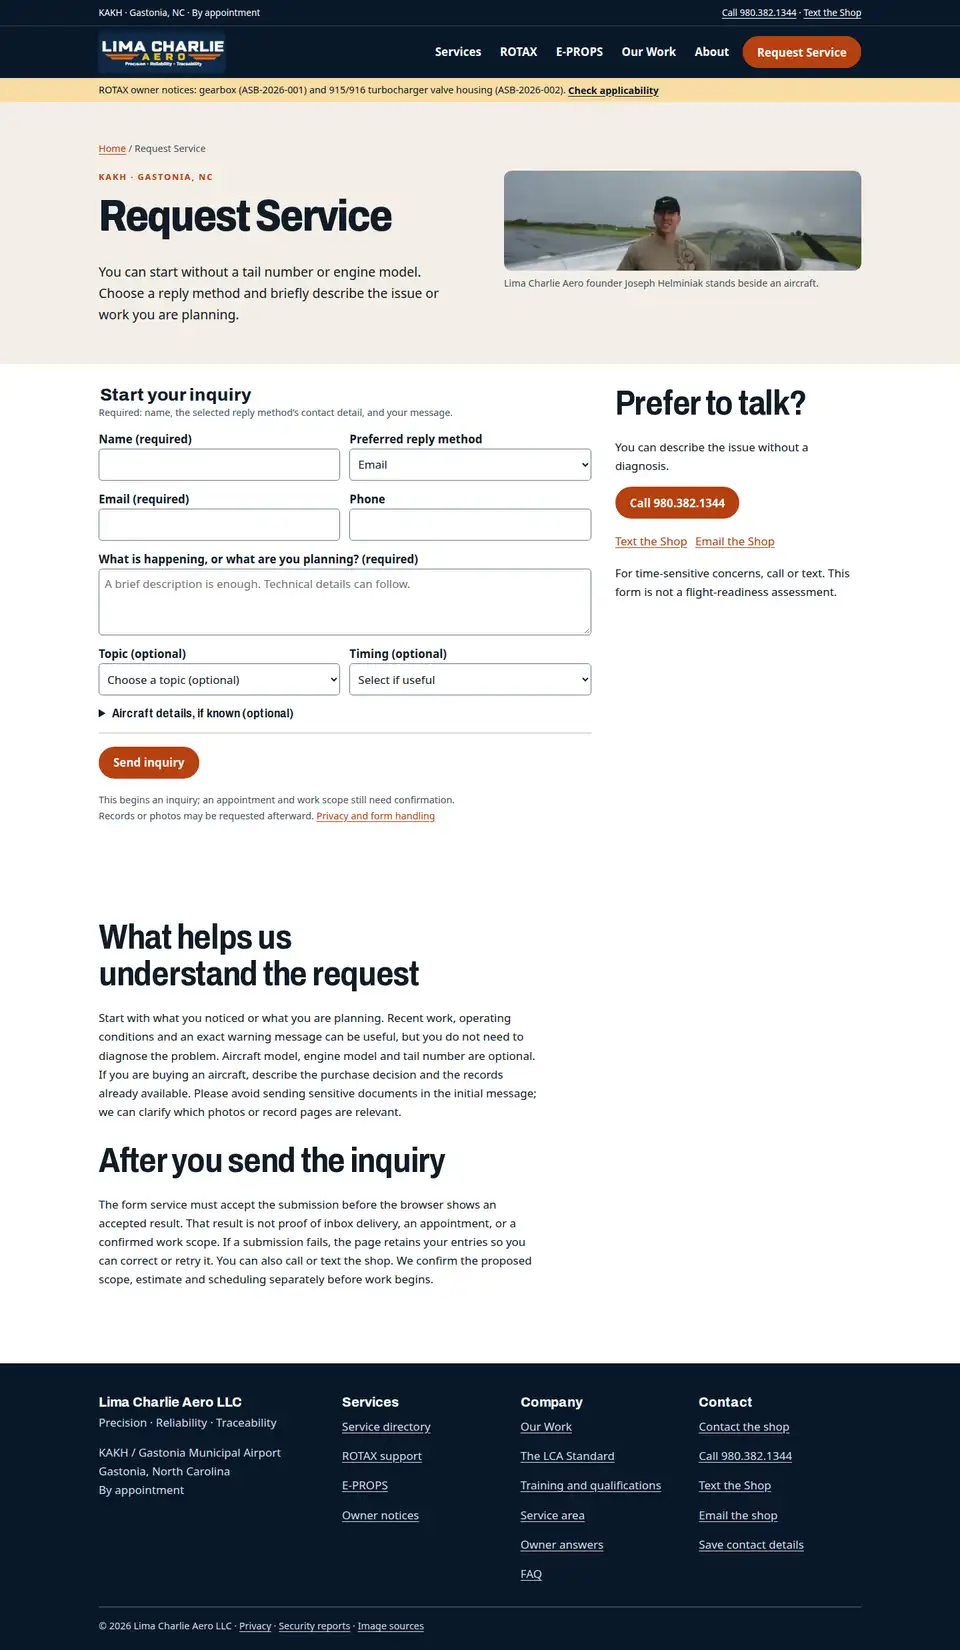 KAKH · Gastonia, NC · By appointment
Call 980.382.1344 · Text the Shop
LIMA CHARLIE
AERO
Precision • Reliability • Traceability
Services
ROTAX
E-PROPS
Our Work
About
Request Service
ROTAX owner notices: gearbox (ASB-2026-001) and 915/916 turbocharger valve housing (ASB-2026-002). Check applicability
Home / Request Service
KAKH · GASTONIA, NC
Request Service
You can start without a tail number or engine model.
Choose a reply method and briefly describe the issue or
work you are planning.
Lima Charlie Aero founder Joseph Helminiak stands beside an aircraft.
Start your inquiry
Required: name, the selected reply method's contact detail, and your message.
Name (required)
Preferred reply method
Email
Email (required)
Phone
What is happening, or what are you planning? (required)
A brief description is enough. Technical details can follow.
Topic (optional)
Timing (optional)
Choose a topic (optional)
Select if useful
Aircraft details, if known (optional)
Send inquiry
This begins an inquiry; an appointment and work scope still need confirmation.
Records or photos may be requested afterward. Privacy and form handling
Prefer to talk?
You can describe the issue without a
diagnosis.
Call 980.382.1344
Text the Shop
Email the Shop
For time-sensitive concerns, call or text. This
form is not a flight-readiness assessment.
What helps us
understand the request
Start with what you noticed or what you are planning. Recent work, operating
conditions and an exact warning message can be useful, but you do not need to
diagnose the problem. Aircraft model, engine model and tail number are optional.
If you are buying an aircraft, describe the purchase decision and the records
already available. Please avoid sending sensitive documents in the initial message;
we can clarify which photos or record pages are relevant.
After you send the inquiry
The form service must accept the submission before the browser shows an
accepted result. That result is not proof of inbox delivery, an appointment, or a
confirmed work scope. If a submission fails, the page retains your entries so you
can correct or retry it. You can also call or text the shop. We confirm the proposed
scope, estimate and scheduling separately before work begins.
Lima Charlie Aero LLC
Precision · Reliability · Traceability
KAKH / Gastonia Municipal Airport
Gastonia, North Carolina
By appointment
Services
Service directory
ROTAX support
E-PROPS
Owner notices
Company
Our Work
The LCA Standard
Training and qualifications
Service area
Owner answers
FAQ
Contact
Contact the shop
Call 980.382.1344
Text the Shop
Email the shop
Save contact details
© 2026 Lima Charlie Aero LLC · Privacy · Security reports · Image sources